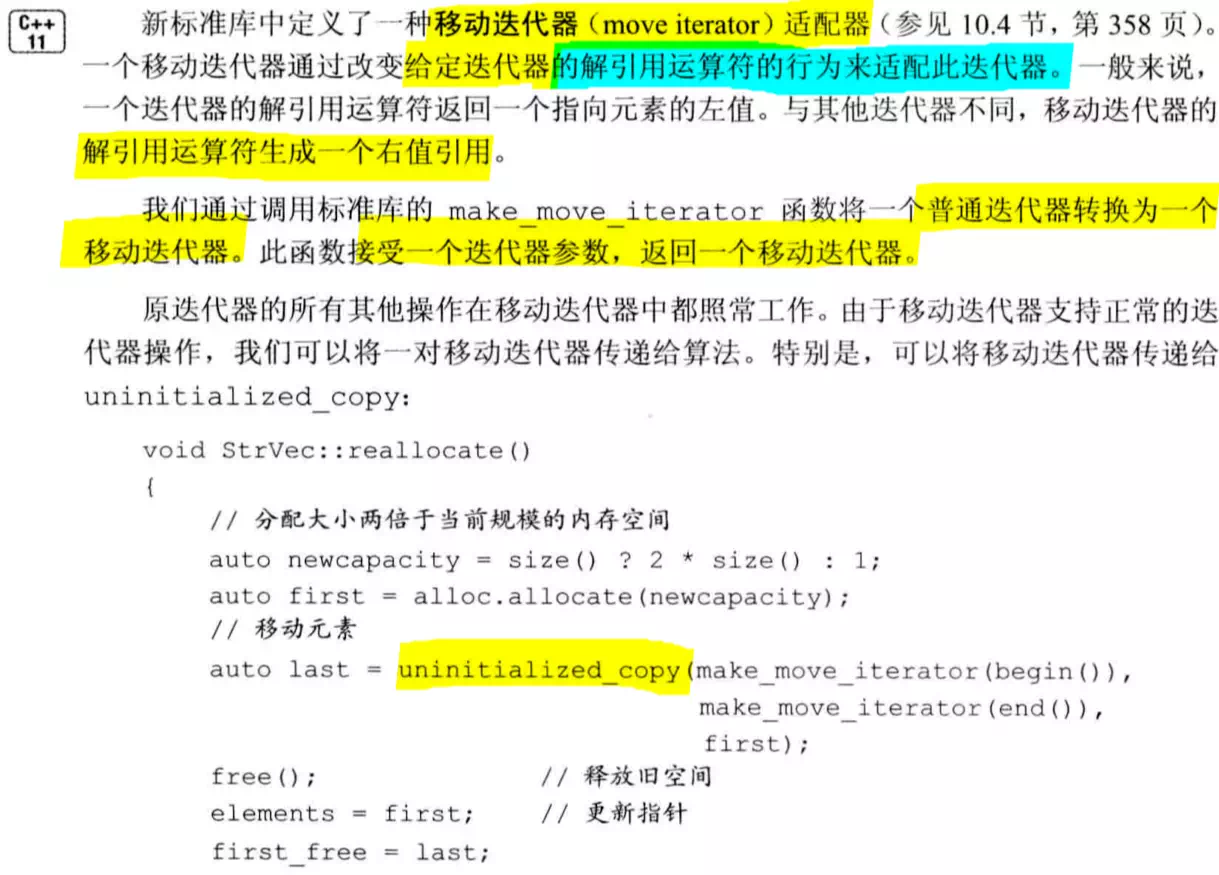 C++
11
新标准库中定义了一种移动迭代器（move iterator）适配器（参见 10.4 节，第 358 页）。
一个移动迭代器通过改变给定迭代器的解引用运算符的行为来适配此迭代器。一般来说，
一个迭代器的解引用运算符返回一个指向元素的左值。与其他迭代器不同，移动迭代器的
解引用运算符生成一个右值引用。
我们通过调用标准库的 make_move_iterator 函数将一个普通迭代器转换为一个
移动迭代器。此函数接受一个迭代器参数，返回一个移动迭代器。
原迭代器的所有其他操作在移动迭代器中都照常工作。由于移动迭代器支持正常的迭
代器操作，我们可以将一对移动迭代器传递给算法。特别是，可以将移动迭代器传递给
uninitialized_copy：
void StrVec::reallocate()
{
// 分配大小两倍于当前规模的内存空间
auto newcapacity = size() ? 2 * size() : 1;
auto first = alloc.allocate(newcapacity);
// 移动元素
auto last = uninitialized_copy(make_move_iterator(begin()),
make_move_iterator(end()),
first);
free(); // 释放旧空间
elements = first; // 更新指针
first_free = last;